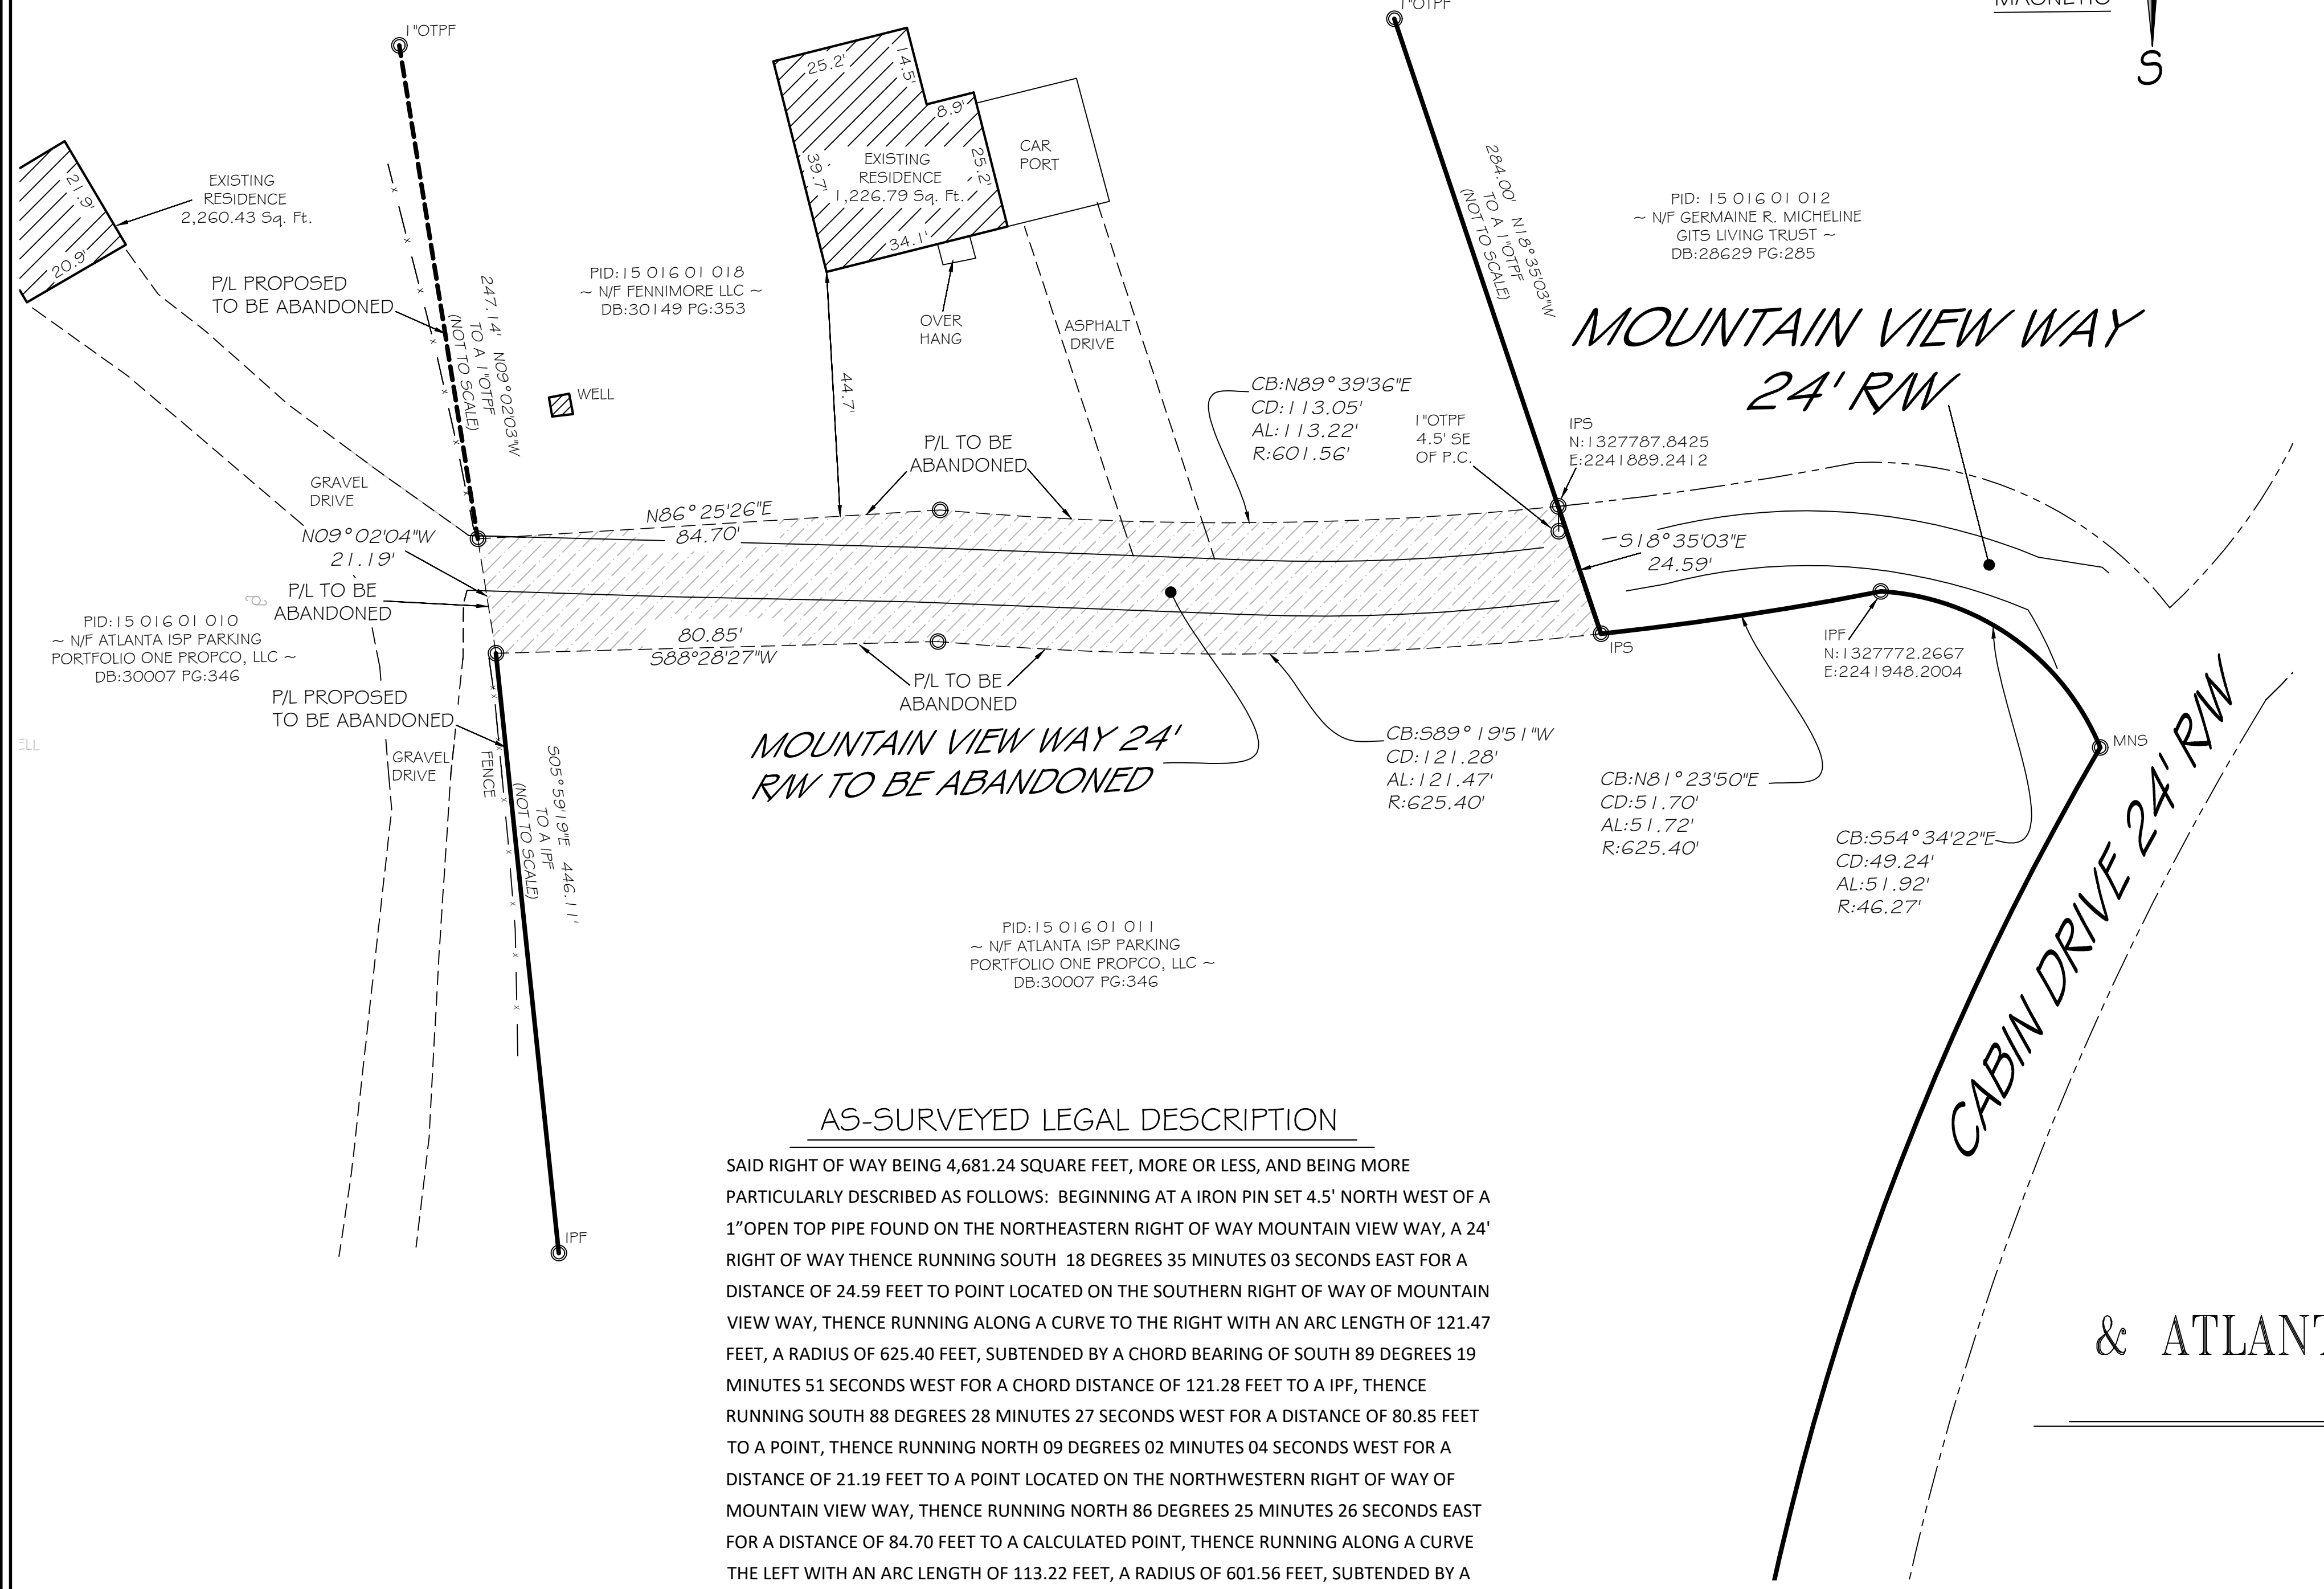 1"OTPF
1"OTPF
MAGNETIC
S
25.2'
14.5'
8.9'
39.7'
25.2'
34.1'
EXISTING
RESIDENCE
1,226.79 Sq. Ft.
CAR
PORT
21.9'
20.9'
EXISTING
RESIDENCE
2,260.43 Sq. Ft.
P/L PROPOSED
TO BE ABANDONED
247.14' N09°02'03"W
TO A 1"OTPF
(NOT TO SCALE)
PID:15 016 01 018
~ N/F FENNIMORE LLC ~
DB:30149 PG:353
OVER
HANG
ASPHALT
DRIVE
284.00' N18°35'03"W
TO A 1"OTPF
(NOT TO SCALE)
PID: 15 016 01 012
~ N/F GERMAINE R. MICHELINE
GITS LIVING TRUST ~
DB:28629 PG:285
MOUNTAIN VIEW WAY
24' R/W
WELL
44.7'
CB:N89°39'36"E
CD:113.05'
AL:113.22'
R:601.56'
1"OTPF
4.5' SE
OF P.C.
IPS
N:1327787.8425
E:2241889.2412
P/L TO BE
ABANDONED
GRAVEL
DRIVE
N86°25'26"E
84.70'
N09°02'04"W
21.19'
S18°35'03"E
24.59'
P/L TO BE
ABANDONED
PID:15 016 01 010
~ N/F ATLANTA ISP PARKING
PORTFOLIO ONE PROPCO, LLC ~
DB:30007 PG:346
80.85'
S88°28'27"W
IPS
IPF
N:1327772.2667
E:2241948.2004
P/L PROPOSED
TO BE ABANDONED
P/L TO BE
ABANDONED
MOUNTAIN VIEW WAY 24'
R/W TO BE ABANDONED
ELL
GRAVEL
DRIVE
FENCE
S05°59'19"E 446.11'
TO A IPF
(NOT TO SCALE)
CB:S89°19'51"W
CD:121.28'
AL:121.47'
R:625.40'
CB:N81°23'50"E
CD:51.70'
AL:51.72'
R:625.40'
MNS
CB:S54°34'22"E
CD:49.24'
AL:51.92'
R:46.27'
CABIN DRIVE 24' R/W
PID:15 016 01 011
~ N/F ATLANTA ISP PARKING
PORTFOLIO ONE PROPCO, LLC ~
DB:30007 PG:346
IPF
AS-SURVEYED LEGAL DESCRIPTION
SAID RIGHT OF WAY BEING 4,681.24 SQUARE FEET, MORE OR LESS, AND BEING MORE
PARTICULARLY DESCRIBED AS FOLLOWS: BEGINNING AT A IRON PIN SET 4.5' NORTH WEST OF A
1”OPEN TOP PIPE FOUND ON THE NORTHEASTERN RIGHT OF WAY MOUNTAIN VIEW WAY, A 24'
RIGHT OF WAY THENCE RUNNING SOUTH 18 DEGREES 35 MINUTES 03 SECONDS EAST FOR A
DISTANCE OF 24.59 FEET TO POINT LOCATED ON THE SOUTHERN RIGHT OF WAY OF MOUNTAIN
VIEW WAY, THENCE RUNNING ALONG A CURVE TO THE RIGHT WITH AN ARC LENGTH OF 121.47
FEET, A RADIUS OF 625.40 FEET, SUBTENDED BY A CHORD BEARING OF SOUTH 89 DEGREES 19
MINUTES 51 SECONDS WEST FOR A CHORD DISTANCE OF 121.28 FEET TO A IPF, THENCE
RUNNING SOUTH 88 DEGREES 28 MINUTES 27 SECONDS WEST FOR A DISTANCE OF 80.85 FEET
TO A POINT, THENCE RUNNING NORTH 09 DEGREES 02 MINUTES 04 SECONDS WEST FOR A
DISTANCE OF 21.19 FEET TO A POINT LOCATED ON THE NORTHWESTERN RIGHT OF WAY OF
MOUNTAIN VIEW WAY, THENCE RUNNING NORTH 86 DEGREES 25 MINUTES 26 SECONDS EAST
FOR A DISTANCE OF 84.70 FEET TO A CALCULATED POINT, THENCE RUNNING ALONG A CURVE
THE LEFT WITH AN ARC LENGTH OF 113.22 FEET, A RADIUS OF 601.56 FEET, SUBTENDED BY A
& ATLANT